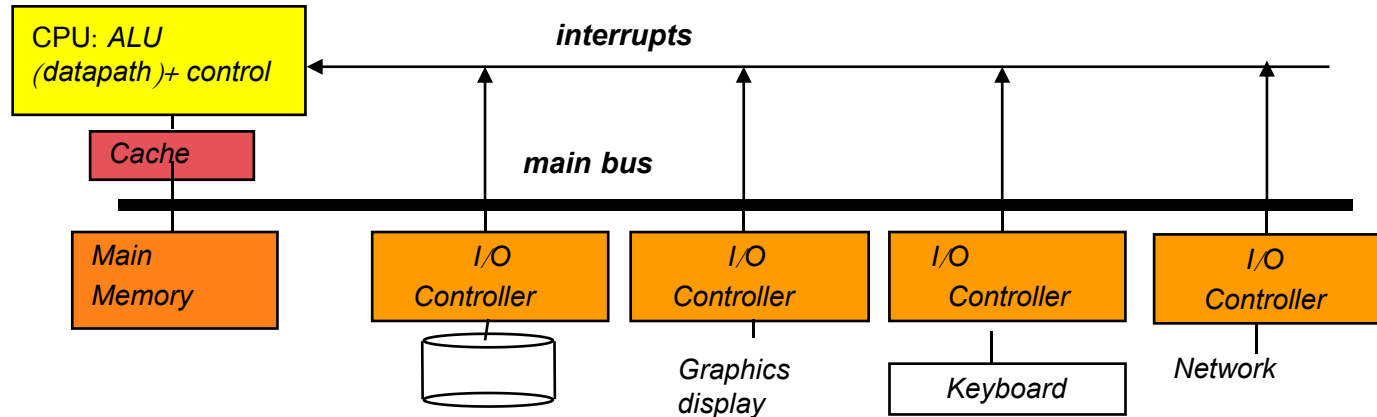 CPU: ALU
(datapath)+ control
interrupts
Cache
main bus
Main
Memory
I/O
Controller
I/O
Controller
I/O
Controller
I/O
Controller
Graphics
display
Keyboard
Network